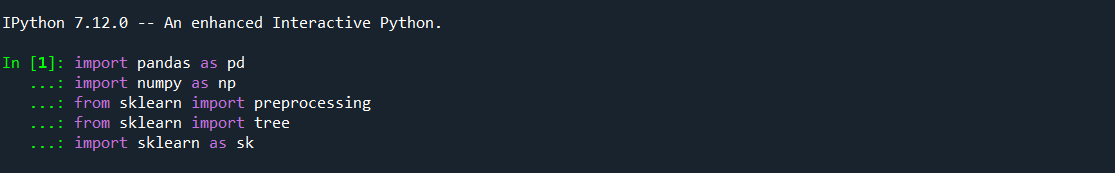 IPython 7.12.0 -- An enhanced Interactive Python.
In [1]: import pandas as pd
...: import numpy as np
...: from sklearn import preprocessing
...: from sklearn import tree
...: import sklearn as sk